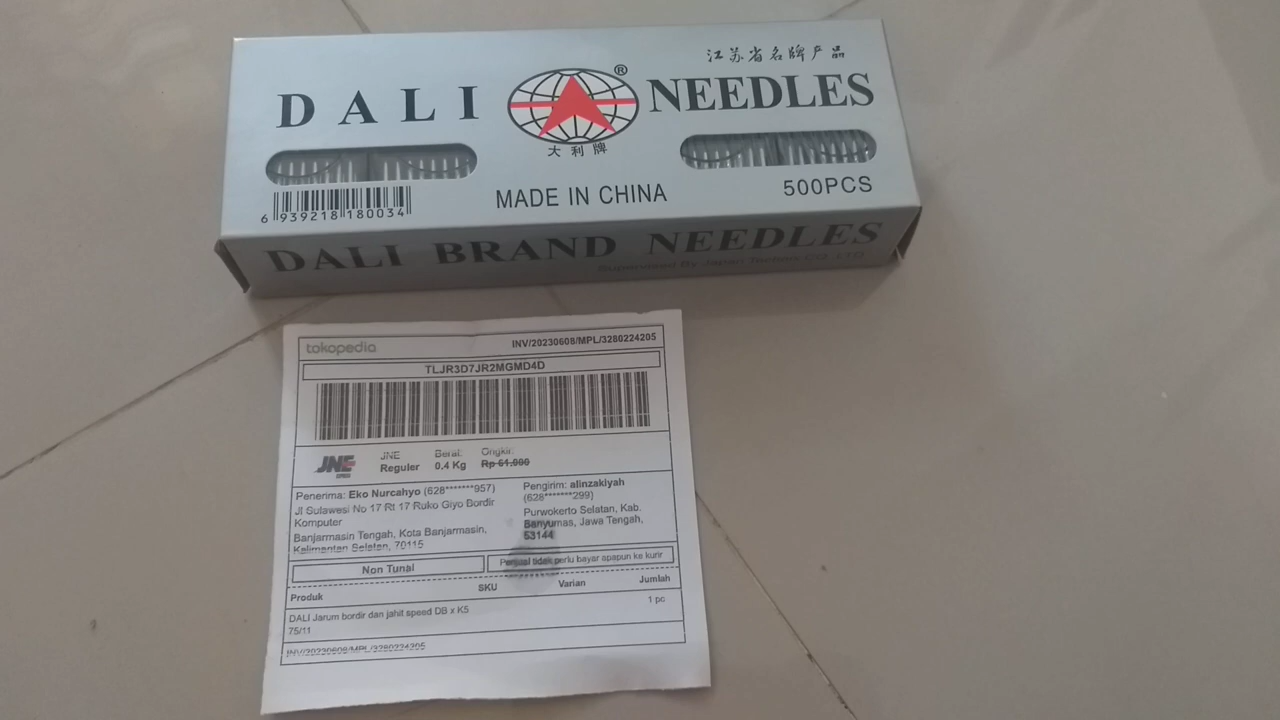 江苏省名牌产品
DALI
®
NEEDLES
大利牌
6 939218 180034
MADE IN CHINA
500PCS
DALI BRAND NEEDLES
Supervised By Japan
tokopedia
INV/20230608/MPL/3280224205
TLJR3D7JR2MGMD4D
JNE
JNE
Reguler
Berat:
0.4 Kg
Ongkir:
Rp 61.000
Penerima: Eko Nurcahyo (628*******957)
Jl Sulawesi No 17 Rt 17 Ruko Giyo Bordir
Komputer
Banjarmasin Tengah, Kota Banjarmasin,
Kalimantan Selatan, 70115
Pengirim: alinzakiyah
(628*******299)
Purwokerto Selatan, Kab.
Banyumas, Jawa Tengah,
53144
Non Tunai
Penjual tidak perlu bayar apapun ke kurir
Produk
SKU
Varian
Jumlah
DALI Jarum bordir dan jahit speed DB x K5
75/11
1 pc
INV/20230608/MPL/3280224205